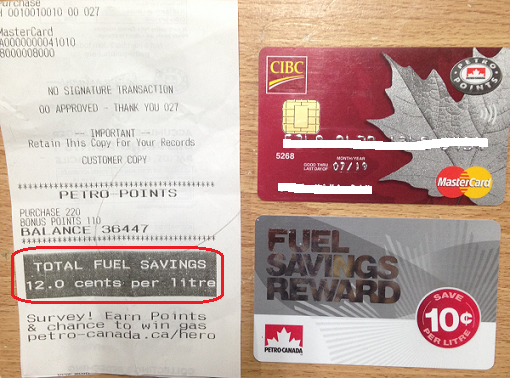 Purchase
H 0010010010 00 027
MasterCard
A0000000041010
8000008000
NO SIGNATURE TRANSACTION
00 APPROVED - THANK YOU 027
-- IMPORTANT --
Retain This Copy For Your Records
CUSTOMER COPY
PETRO-POINTS
PURCHASE 220
BONUS POINTS 110
BALANCE 36447
TOTAL FUEL SAVINGS
12.0 cents per litre
Survey! Earn Points
& chance to win gas
petro-canada.ca/hero
CIBC
PETRO
POINTS
5268
MONTH/YEAR
GOOD THRU
LAST DAY OF
07/19
MasterCard
FUEL
SAVINGS
REWARD
SAVE
10¢
PER LITRE
PETRO-CANADA